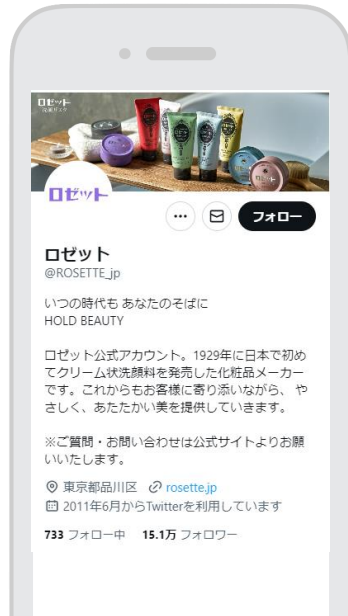 ロゼット
ロゼット
ロゼット
フォロー
ロゼット
@ROSETTE_jp
いつの時代も あなたのそばに
HOLD BEAUTY
ロゼット公式アカウント。1929年に日本で初め
てクリーム状洗顔料を発売した化粧品メーカー
です。これからもお客様に寄り添いながら、 や
さしく、あたたかい美を提供していきます。
※ご質問・お問い合わせは公式サイトよりお願
いいたします。
東京都品川区 rosette.jp
2011年6月からTwitterを利用しています
733 フォロー中 15.1万 フォロワー